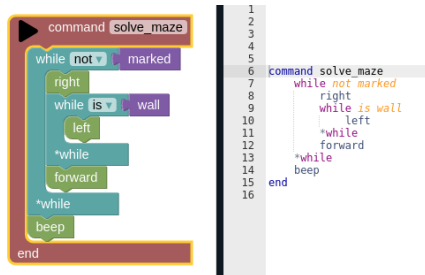 command solve_maze
while not ▾ marked
right
while is ▾ wall
left
*while
forward
*while
beep
end
1
2
3
4
5
6 command solve_maze
7 while not marked
8 right
9 while is wall
10 left
11 *while
12 forward
13 *while
14 beep
15 end
16